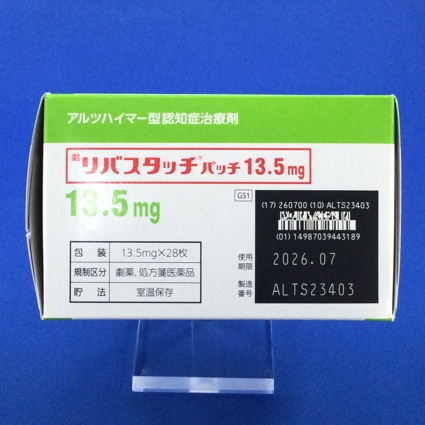 アルツハイマー型認知症治療剤
劇 リバスタッチ®パッチ 13.5mg
13.5mg
GS1
(17) 260700 (10) ALTS23403
(01) 14987039443189
包装 13.5mg×28枚
規制区分 劇薬、処方箋医薬品
貯法 室温保存
使用期限 2026.07
製造番号 ALTS23403